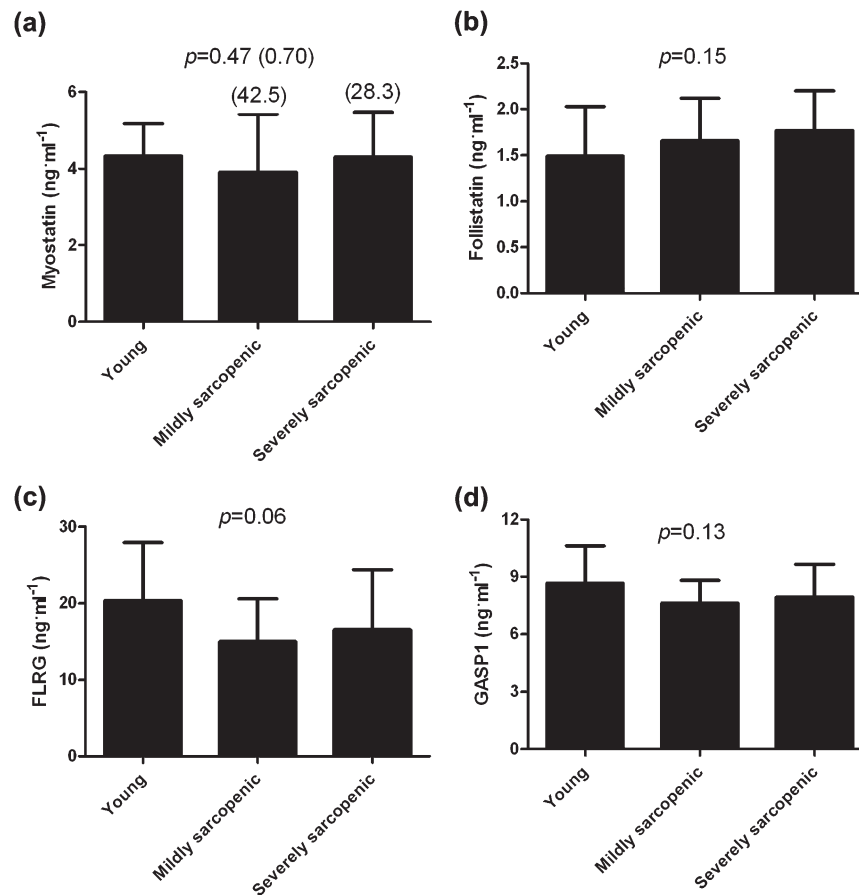 (a)
p=0.47 (0.70)
(42.5)
(28.3)
Myostatin (ng·ml⁻¹)
6
4
2
0
Young
Mildly sarcopenic
Severely sarcopenic
(b)
p=0.15
Follistatin (ng·ml⁻¹)
2.5
2.0
1.5
1.0
0.5
0.0
Young
Mildly sarcopenic
Severely sarcopenic
(c)
p=0.06
FLRG (ng·ml⁻¹)
30
20
10
0
Young
Mildly sarcopenic
Severely sarcopenic
(d)
p=0.13
GASP1 (ng·ml⁻¹)
12
9
6
3
0
Young
Mildly sarcopenic
Severely sarcopenic